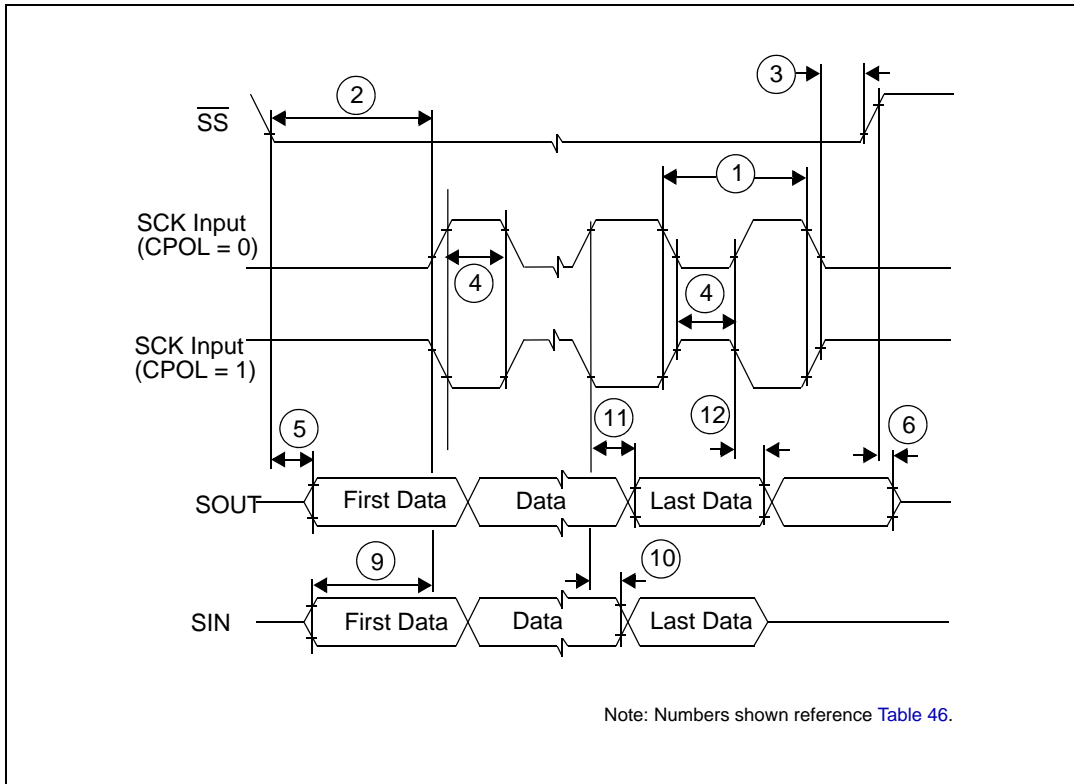 3
2
SS
1
SCK Input
(CPOL = 0)
4
4
SCK Input
(CPOL = 1)
11
12
5
6
SOUT
First Data
Data
Last Data
9
10
SIN
First Data
Data
Last Data
Note: Numbers shown reference Table 46.